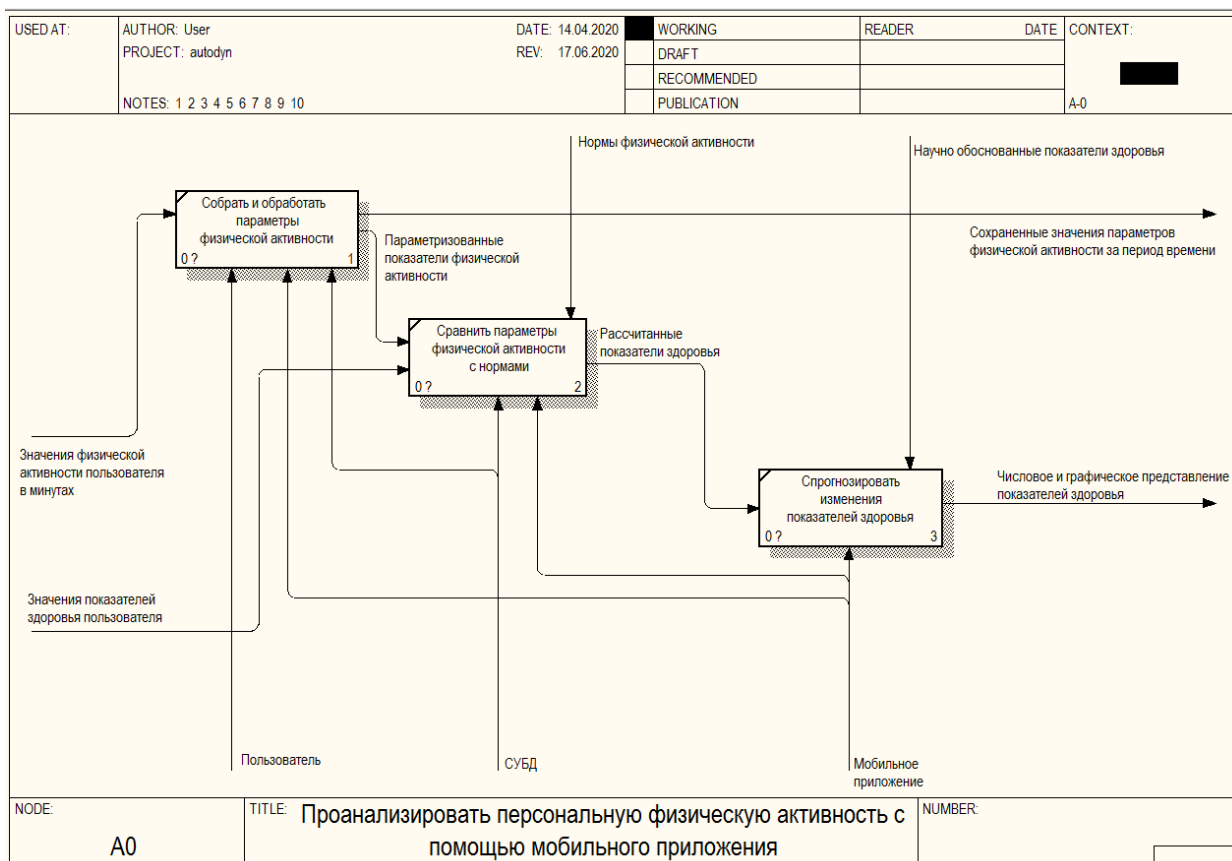 USED AT:
AUTHOR: User
DATE: 14.04.2020
PROJECT: autodyn
REV: 17.06.2020
NOTES: 1 2 3 4 5 6 7 8 9 10
WORKING
DRAFT
RECOMMENDED
PUBLICATION
READER
DATE
CONTEXT:
A-0
Нормы физической активности
Научно обоснованные показатели здоровья
Собрать и обработать
параметры
физической активности
0 ?
1
Параметризованные
показатели физической
активности
Сохраненные значения параметров
физической активности за период времени
Сравнить параметры
физической активности
с нормами
0 ?
2
Рассчитанные
показатели здоровья
Значения физической
активности пользователя
в минутах
Спрогнозировать
изменения
показателей здоровья
0 ?
3
Числовое и графическое представление
показателей здоровья
Значения показателей
здоровья пользователя
Пользователь
СУБД
Мобильное
приложение
NODE:
A0
TITLE:
Проанализировать персональную физическую активность с
помощью мобильного приложения
NUMBER: